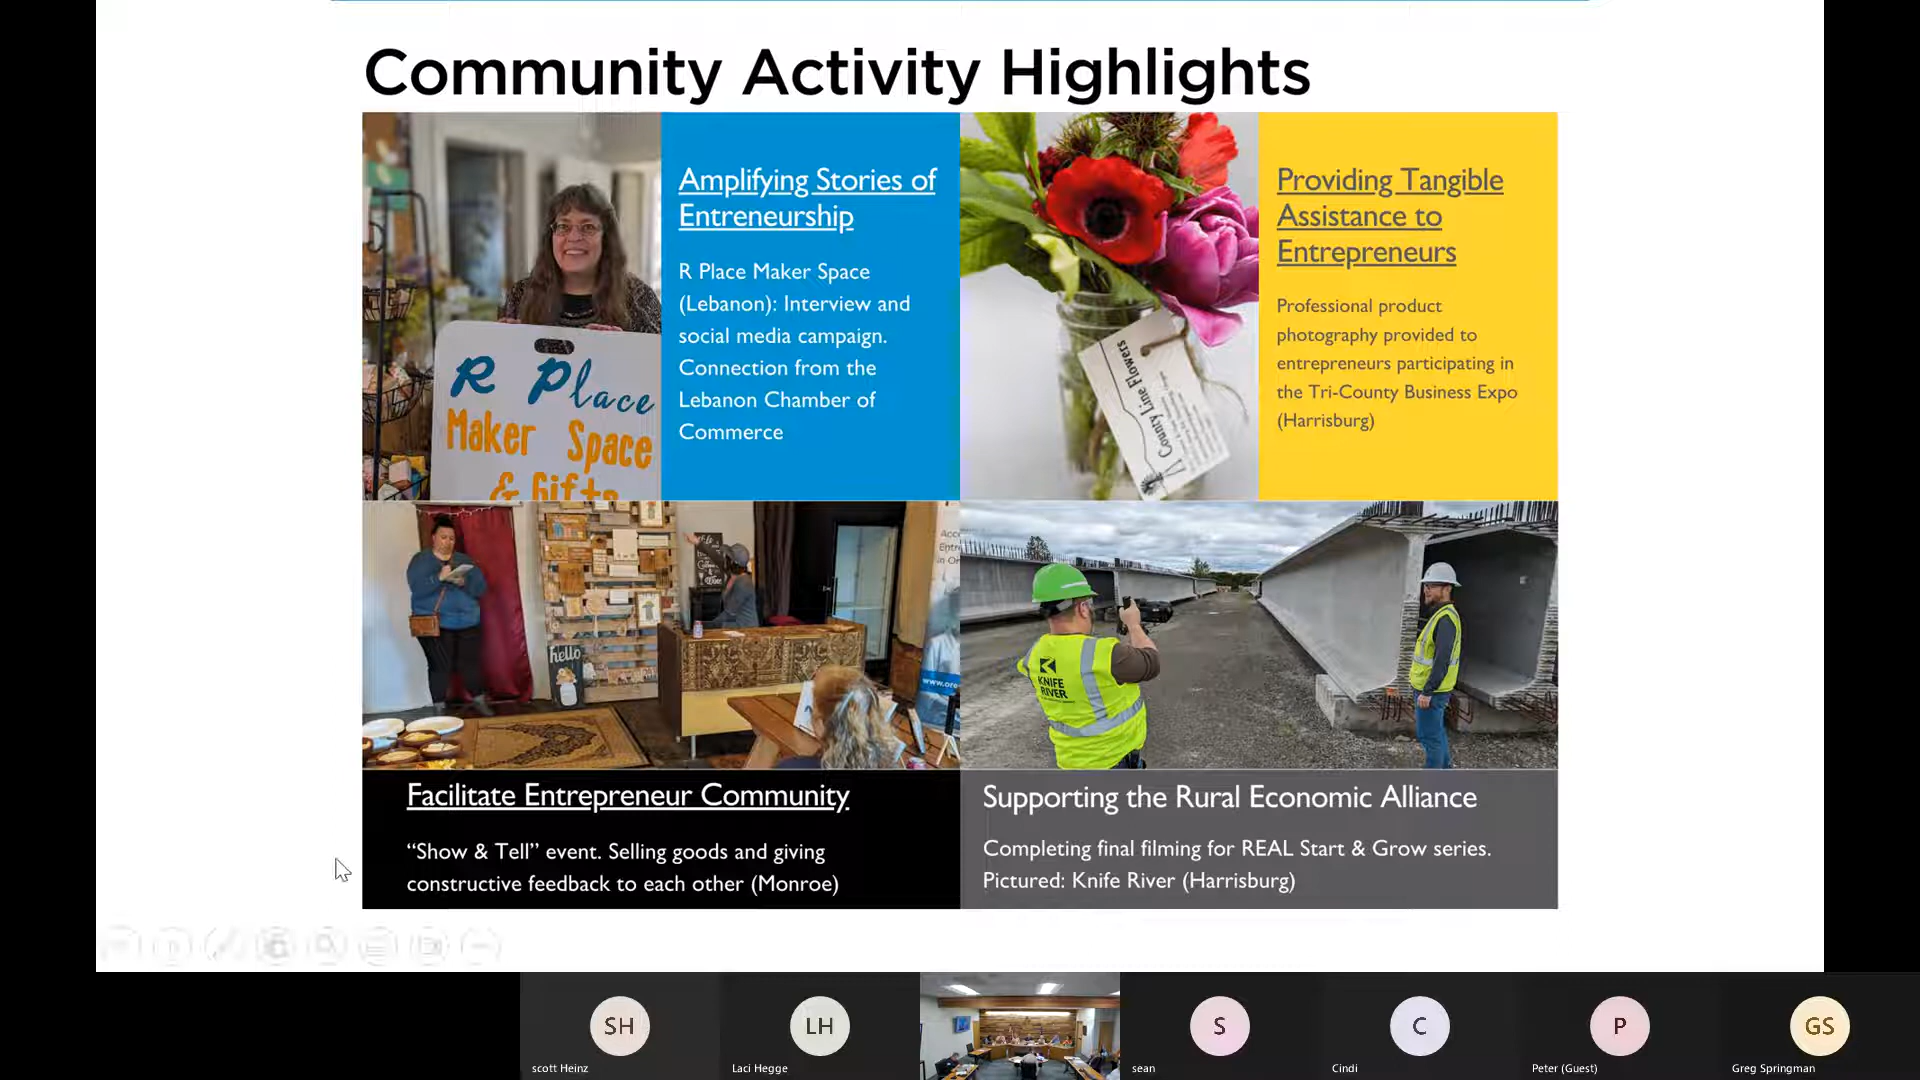 Community Activity Highlights
Amplifying Stories of
Entreneurship
R Place Maker Space
(Lebanon): Interview and
social media campaign.
Connection from the
Lebanon Chamber of
Commerce
R Place
Maker Space
& Gifts
Providing Tangible
Assistance to
Entrepreneurs
Professional product
photography provided to
entrepreneurs participating in
the Tri-County Business Expo
(Harrisburg)
County Line Flowers
hello
KNIFE
RIVER
Facilitate Entrepreneur Community
“Show & Tell” event. Selling goods and giving
constructive feedback to each other (Monroe)
Supporting the Rural Economic Alliance
Completing final filming for REAL Start & Grow series.
Pictured: Knife River (Harrisburg)
SH
LH
S
C
P
GS
scott Heinz
Laci Hegge
sean
Cindi
Peter (Guest)
Greg Springman